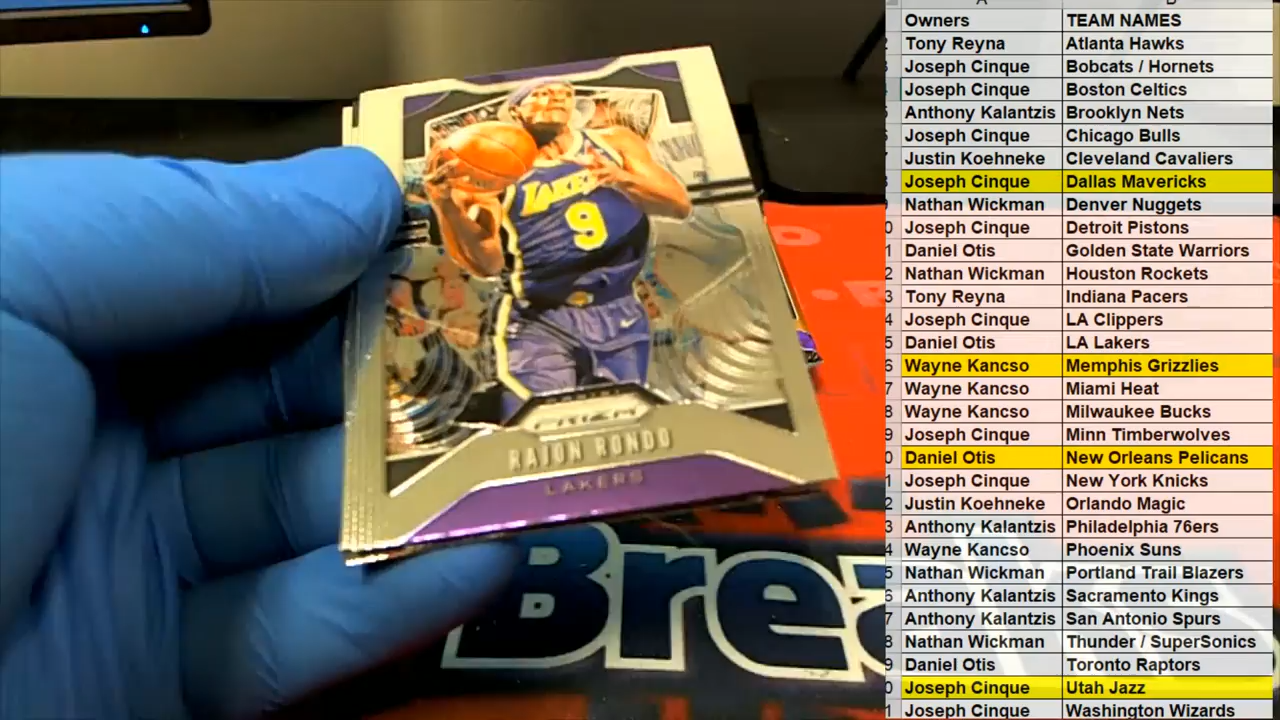 LAKERS
9
PRIZM
RAJON RONDO
LAKERS
Brea
Owners TEAM NAMES
Tony Reyna Atlanta Hawks
Joseph Cinque Bobcats / Hornets
Joseph Cinque Boston Celtics
Anthony Kalantzis Brooklyn Nets
Joseph Cinque Chicago Bulls
Justin Koehneke Cleveland Cavaliers
Joseph Cinque Dallas Mavericks
Nathan Wickman Denver Nuggets
Joseph Cinque Detroit Pistons
Daniel Otis Golden State Warriors
Nathan Wickman Houston Rockets
Tony Reyna Indiana Pacers
Joseph Cinque LA Clippers
Daniel Otis LA Lakers
Wayne Kancso Memphis Grizzlies
Wayne Kancso Miami Heat
Wayne Kancso Milwaukee Bucks
Joseph Cinque Minn Timberwolves
Daniel Otis New Orleans Pelicans
Joseph Cinque New York Knicks
Justin Koehneke Orlando Magic
Anthony Kalantzis Philadelphia 76ers
Wayne Kancso Phoenix Suns
Nathan Wickman Portland Trail Blazers
Anthony Kalantzis Sacramento Kings
Anthony Kalantzis San Antonio Spurs
Nathan Wickman Thunder / SuperSonics
Daniel Otis Toronto Raptors
Joseph Cinque Utah Jazz
Joseph Cinque Washington Wizards